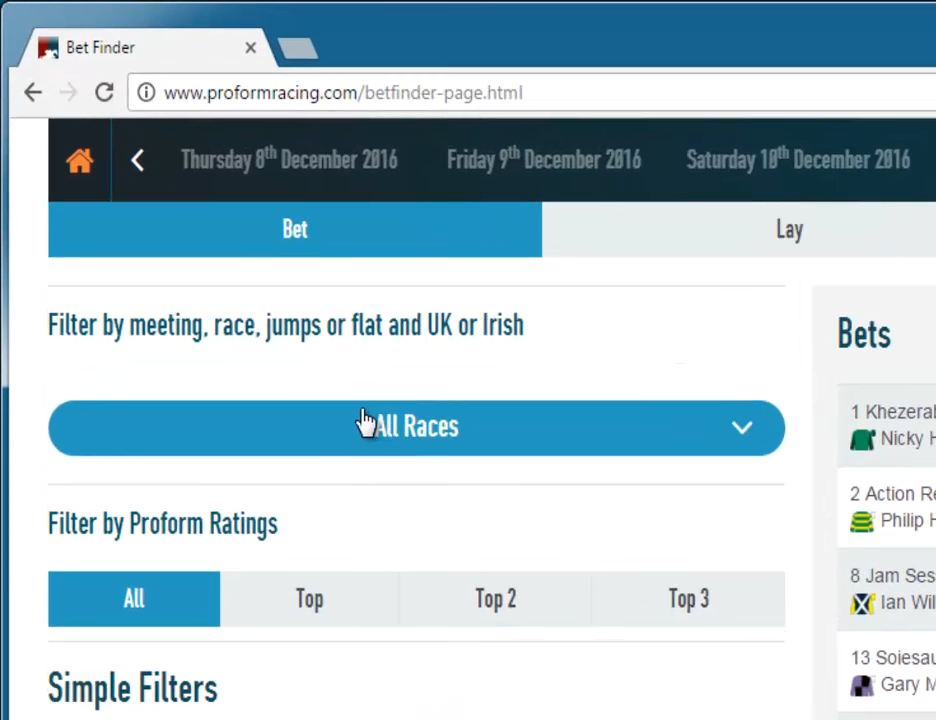 Bet Finder
www.proformracing.com/betfinder-page.html
Thursday 8th December 2016 Friday 9th December 2016 Saturday 10th December 2016
Bet Lay
Filter by meeting, race, jumps or flat and UK or Irish
All Races
Filter by Proform Ratings
All Top Top 2 Top 3
Simple Filters
Bets
1 Khezerab
Nicky H
2 Action Re
Philip H
8 Jam Ses
Ian Wil
13 Soiesau
Gary M